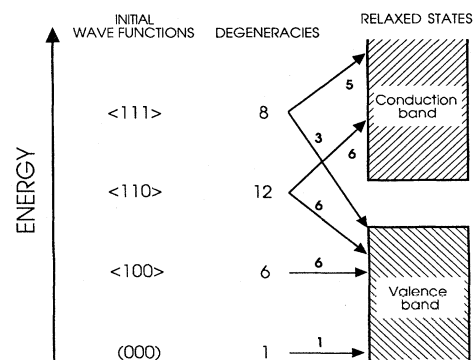 INITIAL
WAVE FUNCTIONS
DEGENERACIES
RELAXED STATES
ENERGY
<111>
8
5
3
Conduction
band
6
<110>
12
6
<100>
6
6
Valence
band
(000)
1
1